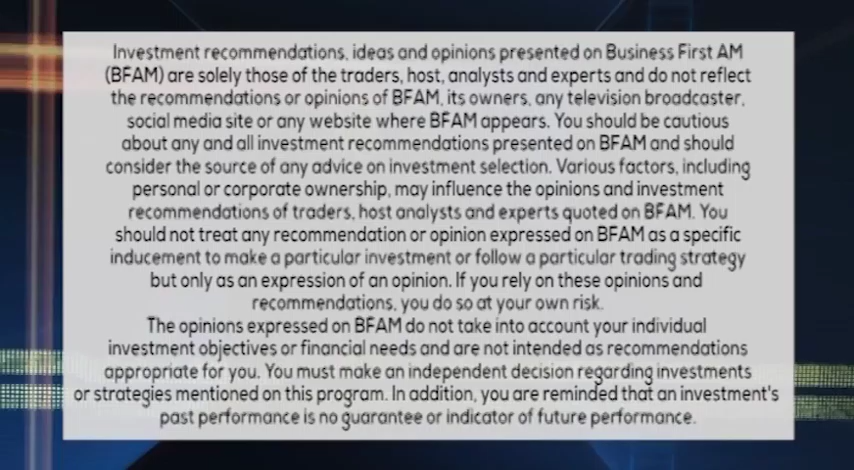 Investment recommendations, ideas and opinions presented on Business First AM
(BFAM) are solely those of the traders, host, analysts and experts and do not reflect
the recommendations or opinions of BFAM, its owners, any television broadcaster,
social media site or any website where BFAM appears. You should be cautious
about any and all investment recommendations presented on BFAM and should
consider the source of any advice on investment selection. Various factors, including
personal or corporate ownership, may influence the opinions and investment
recommendations of traders, host analysts and experts quoted on BFAM. You
should not treat any recommendation or opinion expressed on BFAM as a specific
inducement to make a particular investment or follow a particular trading strategy
but only as an expression of an opinion. If you rely on these opinions and
recommendations, you do so at your own risk.
The opinions expressed on BFAM do not take into account your individual
investment objectives or financial needs and are not intended as recommendations
appropriate for you. You must make an independent decision regarding investments
or strategies mentioned on this program. In addition, you are reminded that an investment's
past performance is no guarantee or indicator of future performance.